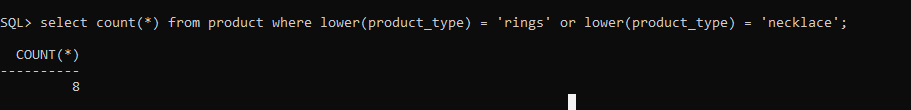 SQL> select count(*) from product where lower(product_type) = 'rings' or lower(product_type) = 'necklace';
COUNT(*)
----------
8